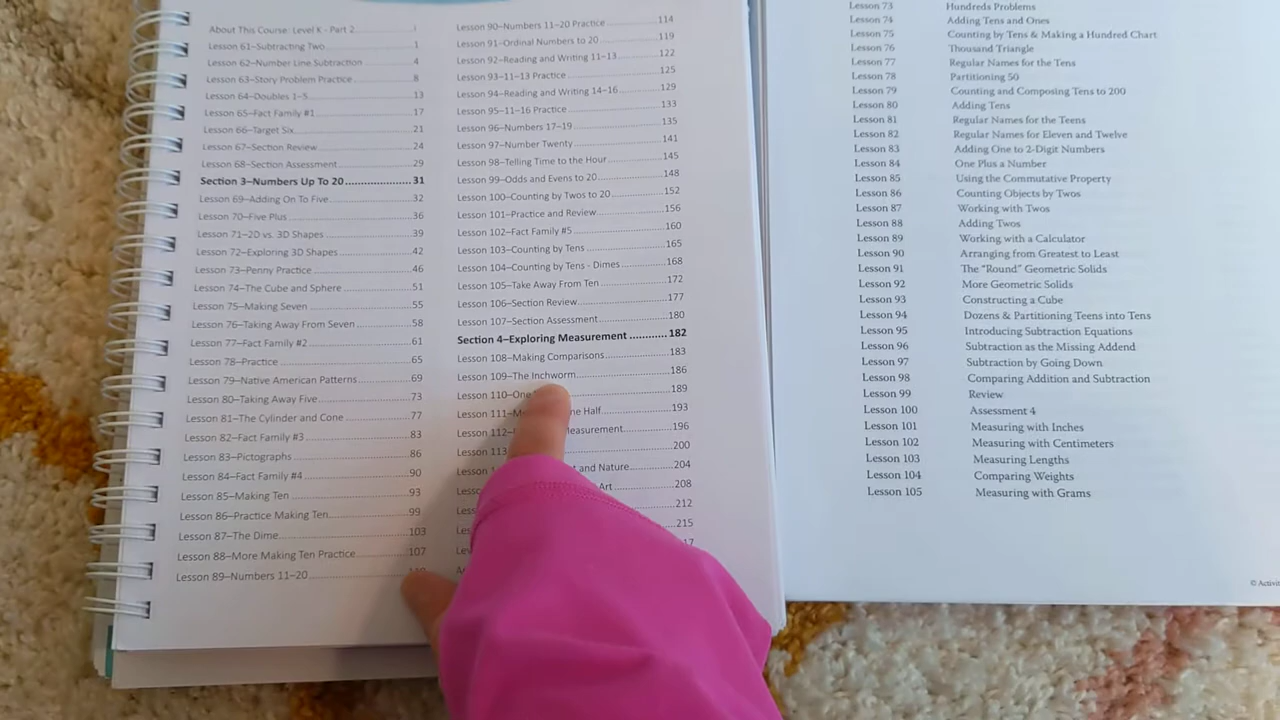 About This Course: Level K - Part 2 i
Lesson 61–Subtracting Two 1
Lesson 62–Number Line Subtraction 4
Lesson 63–Story Problem Practice 8
Lesson 64–Doubles 1–5 13
Lesson 65–Fact Family #1 17
Lesson 66–Target Six 21
Lesson 67–Section Review 24
Lesson 68–Section Assessment 29
Section 3–Numbers Up To 20 31
Lesson 69–Adding On To Five 32
Lesson 70–Five Plus 36
Lesson 71–2D vs. 3D Shapes 39
Lesson 72–Exploring 3D Shapes 42
Lesson 73–Penny Practice 46
Lesson 74–The Cube and Sphere 51
Lesson 75–Making Seven 55
Lesson 76–Taking Away From Seven 58
Lesson 77–Fact Family #2 61
Lesson 78–Practice 65
Lesson 79–Native American Patterns 69
Lesson 80–Taking Away Five 73
Lesson 81–The Cylinder and Cone 77
Lesson 82–Fact Family #3 83
Lesson 83–Pictographs 86
Lesson 84–Fact Family #4 90
Lesson 85–Making Ten 93
Lesson 86–Practice Making Ten 99
Lesson 87–The Dime 103
Lesson 88–More Making Ten Practice 107
Lesson 89–Numbers 11–20
Lesson 90–Numbers 11–20 Practice 114
Lesson 91–Ordinal Numbers to 20 119
Lesson 92–Reading and Writing 11–13 122
Lesson 93–11–13 Practice 125
Lesson 94–Reading and Writing 14–16 129
Lesson 95–11–16 Practice 133
Lesson 96–Numbers 17–19 135
Lesson 97–Number Twenty 141
Lesson 98–Telling Time to the Hour 145
Lesson 99–Odds and Evens to 20 148
Lesson 100–Counting by Twos to 20 152
Lesson 101–Practice and Review 156
Lesson 102–Fact Family #5 160
Lesson 103–Counting by Tens 165
Lesson 104–Counting by Tens - Dimes 168
Lesson 105–Take Away From Ten 172
Lesson 106–Section Review 177
Lesson 107–Section Assessment 180
Section 4–Exploring Measurement 182
Lesson 108–Making Comparisons 183
Lesson 109–The Inchworm 186
Lesson 110–One 189
Lesson 111– Half 193
Lesson 112– 196
Lesson 113 200
and Nature 204
Art 208
212
215
Lesson 73 Hundreds Problems
Lesson 74 Adding Tens and Ones
Lesson 75 Counting by Tens & Making a Hundred Chart
Lesson 76 Thousand Triangle
Lesson 77 Regular Names for the Tens
Lesson 78 Partitioning 50
Lesson 79 Counting and Composing Tens to 200
Lesson 80 Adding Tens
Lesson 81 Regular Names for the Teens
Lesson 82 Regular Names for Eleven and Twelve
Lesson 83 Adding One to 2-Digit Numbers
Lesson 84 One Plus a Number
Lesson 85 Using the Commutative Property
Lesson 86 Counting Objects by Twos
Lesson 87 Working with Twos
Lesson 88 Adding Twos
Lesson 89 Working with a Calculator
Lesson 90 Arranging from Greatest to Least
Lesson 91 The "Round" Geometric Solids
Lesson 92 More Geometric Solids
Lesson 93 Constructing a Cube
Lesson 94 Dozens & Partitioning Teens into Tens
Lesson 95 Introducing Subtraction Equations
Lesson 96 Subtraction as the Missing Addend
Lesson 97 Subtraction by Going Down
Lesson 98 Comparing Addition and Subtraction
Lesson 99 Review
Lesson 100 Assessment 4
Lesson 101 Measuring with Inches
Lesson 102 Measuring with Centimeters
Lesson 103 Measuring Lengths
Lesson 104 Comparing Weights
Lesson 105 Measuring with Grams
©